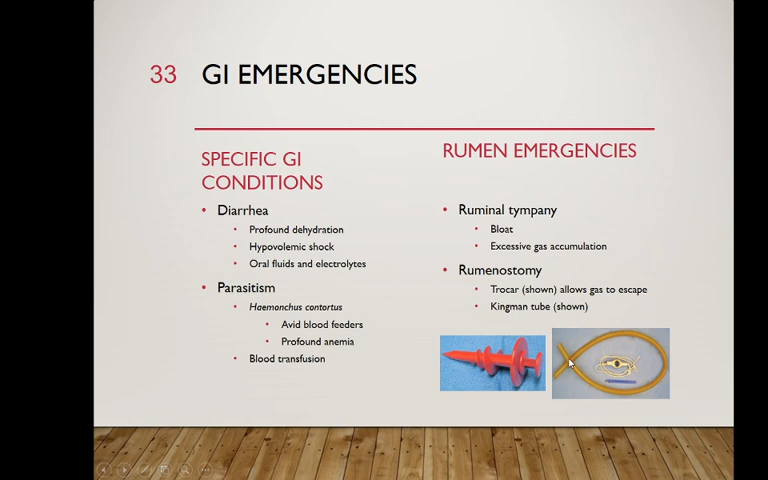 33 GI EMERGENCIES
SPECIFIC GI
CONDITIONS
• Diarrhea
• Profound dehydration
• Hypovolemic shock
• Oral fluids and electrolytes
• Parasitism
• Haemonchus contortus
• Avid blood feeders
• Profound anemia
• Blood transfusion
RUMEN EMERGENCIES
• Ruminal tympany
• Bloat
• Excessive gas accumulation
• Rumenostomy
• Trocar (shown) allows gas to escape
• Kingman tube (shown)